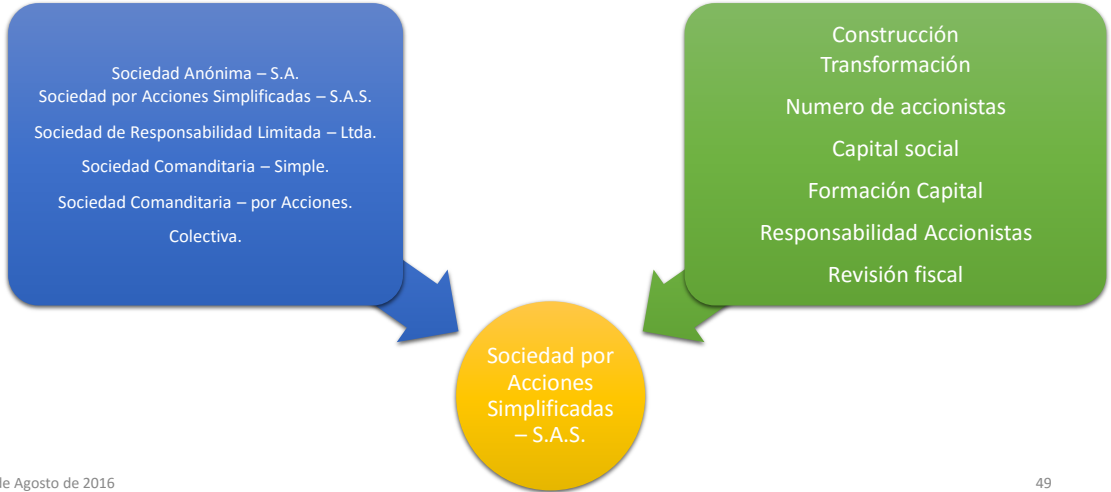 Sociedad Anónima – S.A.
Sociedad por Acciones Simplificadas – S.A.S.
Sociedad de Responsabilidad Limitada – Ltda.
Sociedad Comanditaria – Simple.
Sociedad Comanditaria – por Acciones.
Colectiva.
Construcción
Transformación
Numero de accionistas
Capital social
Formación Capital
Responsabilidad Accionistas
Revisión fiscal
Sociedad por
Acciones
Simplificadas
– S.A.S.
de Agosto de 2016
49